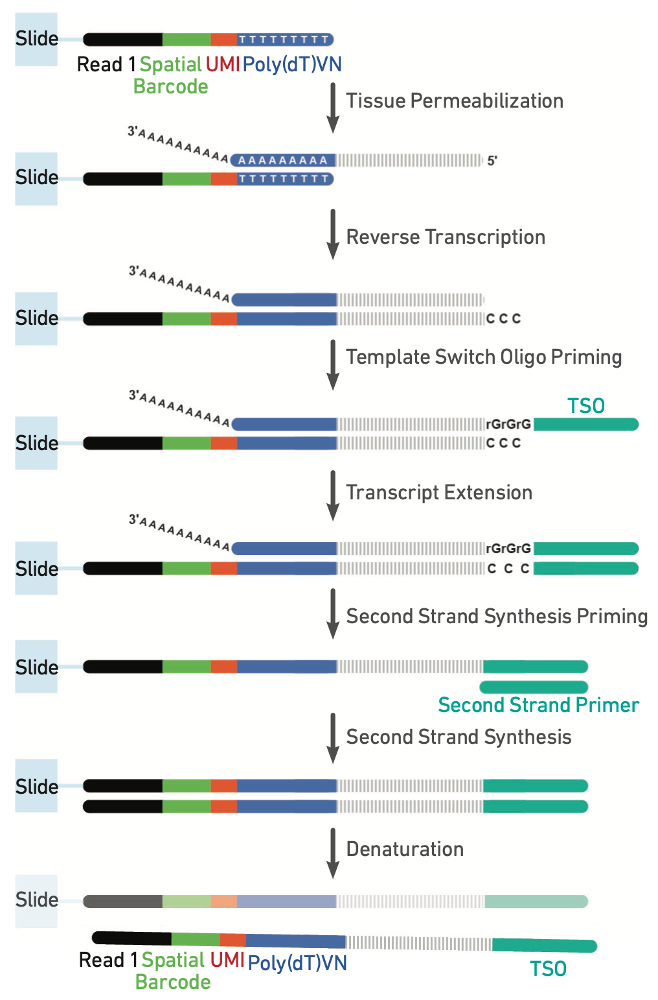 Slide
TTTTTTTTT
Read 1 Spatial UMI Poly(dT)VN
Barcode
Tissue Permeabilization
3'AAAAAAAAAA
AAAAAAAAA
5'
Slide
TTTTTTTTT
Reverse Transcription
3'AAAAAAAAAA
Slide
C C C
Template Switch Oligo Priming
3'AAAAAAAAAA
TSO
rGrGrG
Slide
C C C
Transcript Extension
3'AAAAAAAAAA
rGrGrG
Slide
C C C
Second Strand Synthesis Priming
Slide
Second Strand Primer
Second Strand Synthesis
Slide
Denaturation
Slide
Read 1 Spatial UMI Poly(dT)VN
Barcode
TSO